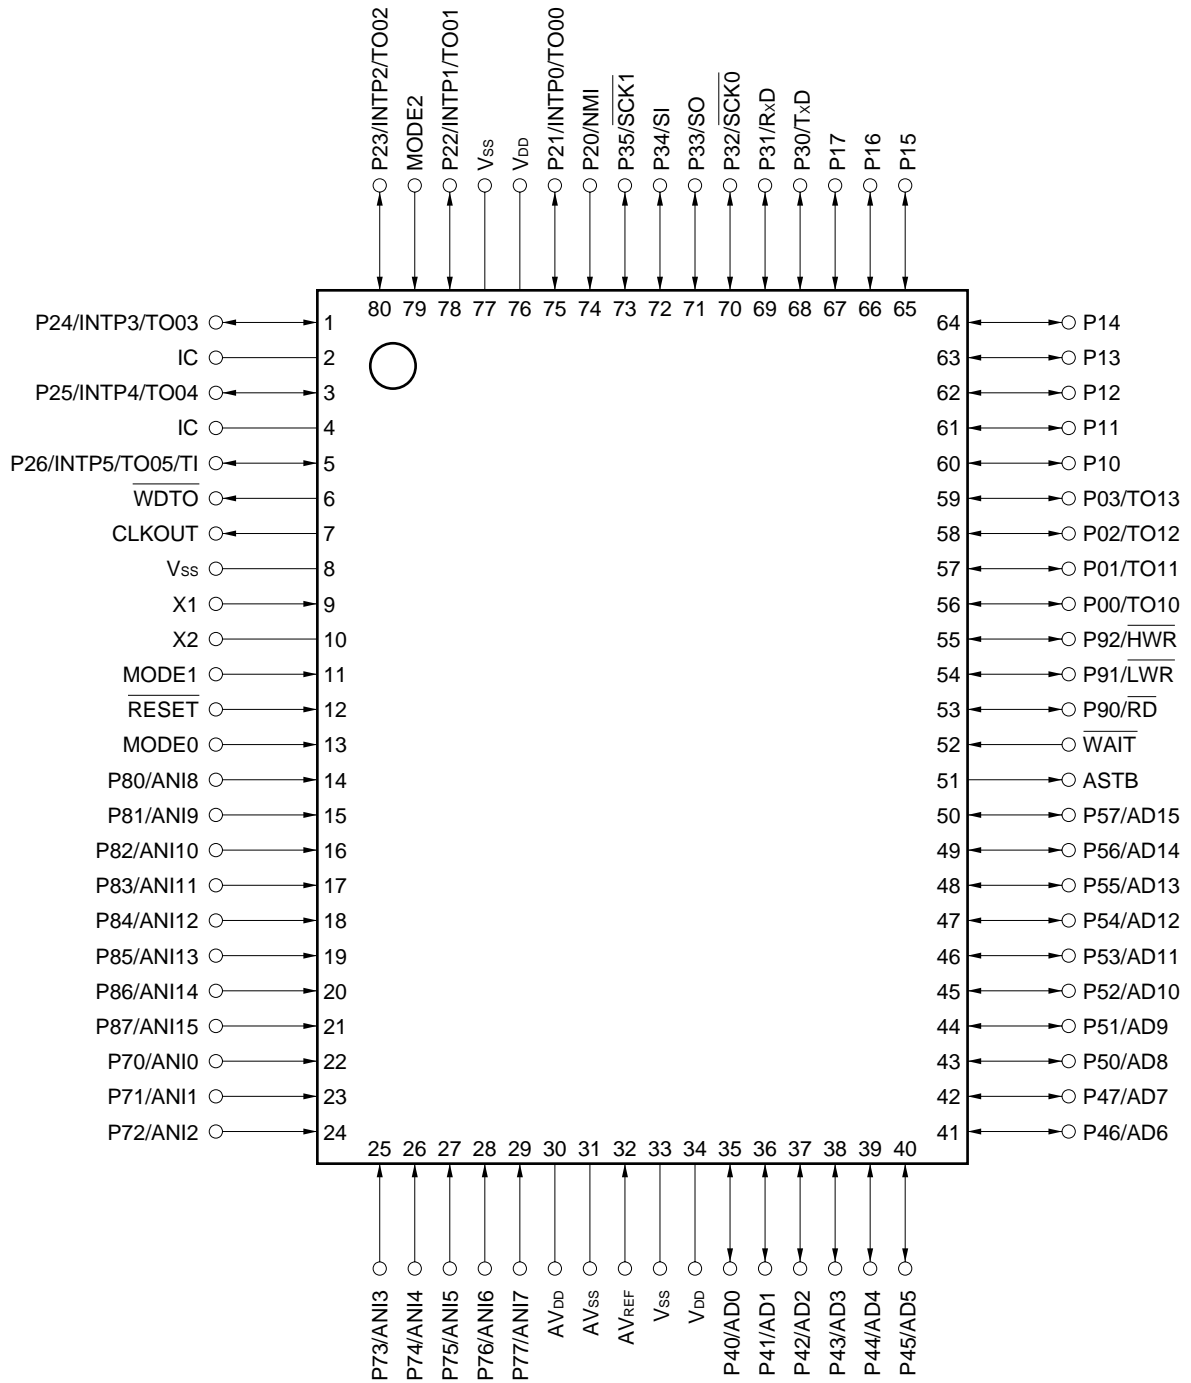 P23/INTP2/TO02
MODE2
P22/INTP1/TO01
VSS
VDD
P21/INTP0/TO00
P20/NMI
P35/SCK1
P34/SI
P33/SO
P32/SCK0
P31/RxD
P30/TxD
P17
P16
P15
80 79 78 77 76 75 74 73 72 71 70 69 68 67 66 65
P24/INTP3/TO03 1 64 P14
IC 2 63 P13
P25/INTP4/TO04 3 62 P12
IC 4 61 P11
P26/INTP5/TO05/TI 5 60 P10
WDTO 6 59 P03/TO13
CLKOUT 7 58 P02/TO12
VSS 8 57 P01/TO11
X1 9 56 P00/TO10
X2 10 55 P92/HWR
MODE1 11 54 P91/LWR
RESET 12 53 P90/RD
MODE0 13 52 WAIT
P80/ANI8 14 51 ASTB
P81/ANI9 15 50 P57/AD15
P82/ANI10 16 49 P56/AD14
P83/ANI11 17 48 P55/AD13
P84/ANI12 18 47 P54/AD12
P85/ANI13 19 46 P53/AD11
P86/ANI14 20 45 P52/AD10
P87/ANI15 21 44 P51/AD9
P70/ANI0 22 43 P50/AD8
P71/ANI1 23 42 P47/AD7
P72/ANI2 24 41 P46/AD6
25 26 27 28 29 30 31 32 33 34 35 36 37 38 39 40
P73/ANI3
P74/ANI4
P75/ANI5
P76/ANI6
P77/ANI7
AVDD
AVSS
AVREF
VSS
VDD
P40/AD0
P41/AD1
P42/AD2
P43/AD3
P44/AD4
P45/AD5